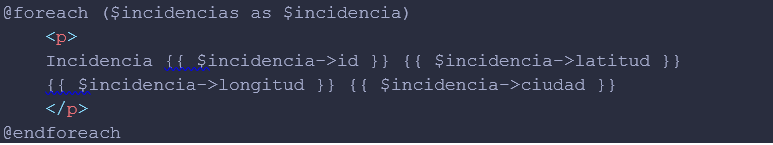 @foreach ($incidencias as $incidencia)
<p>
Incidencia {{ $incidencia->id }} {{ $incidencia->latitud }}
{{ $incidencia->longitud }} {{ $incidencia->ciudad }}
</p>
@endforeach